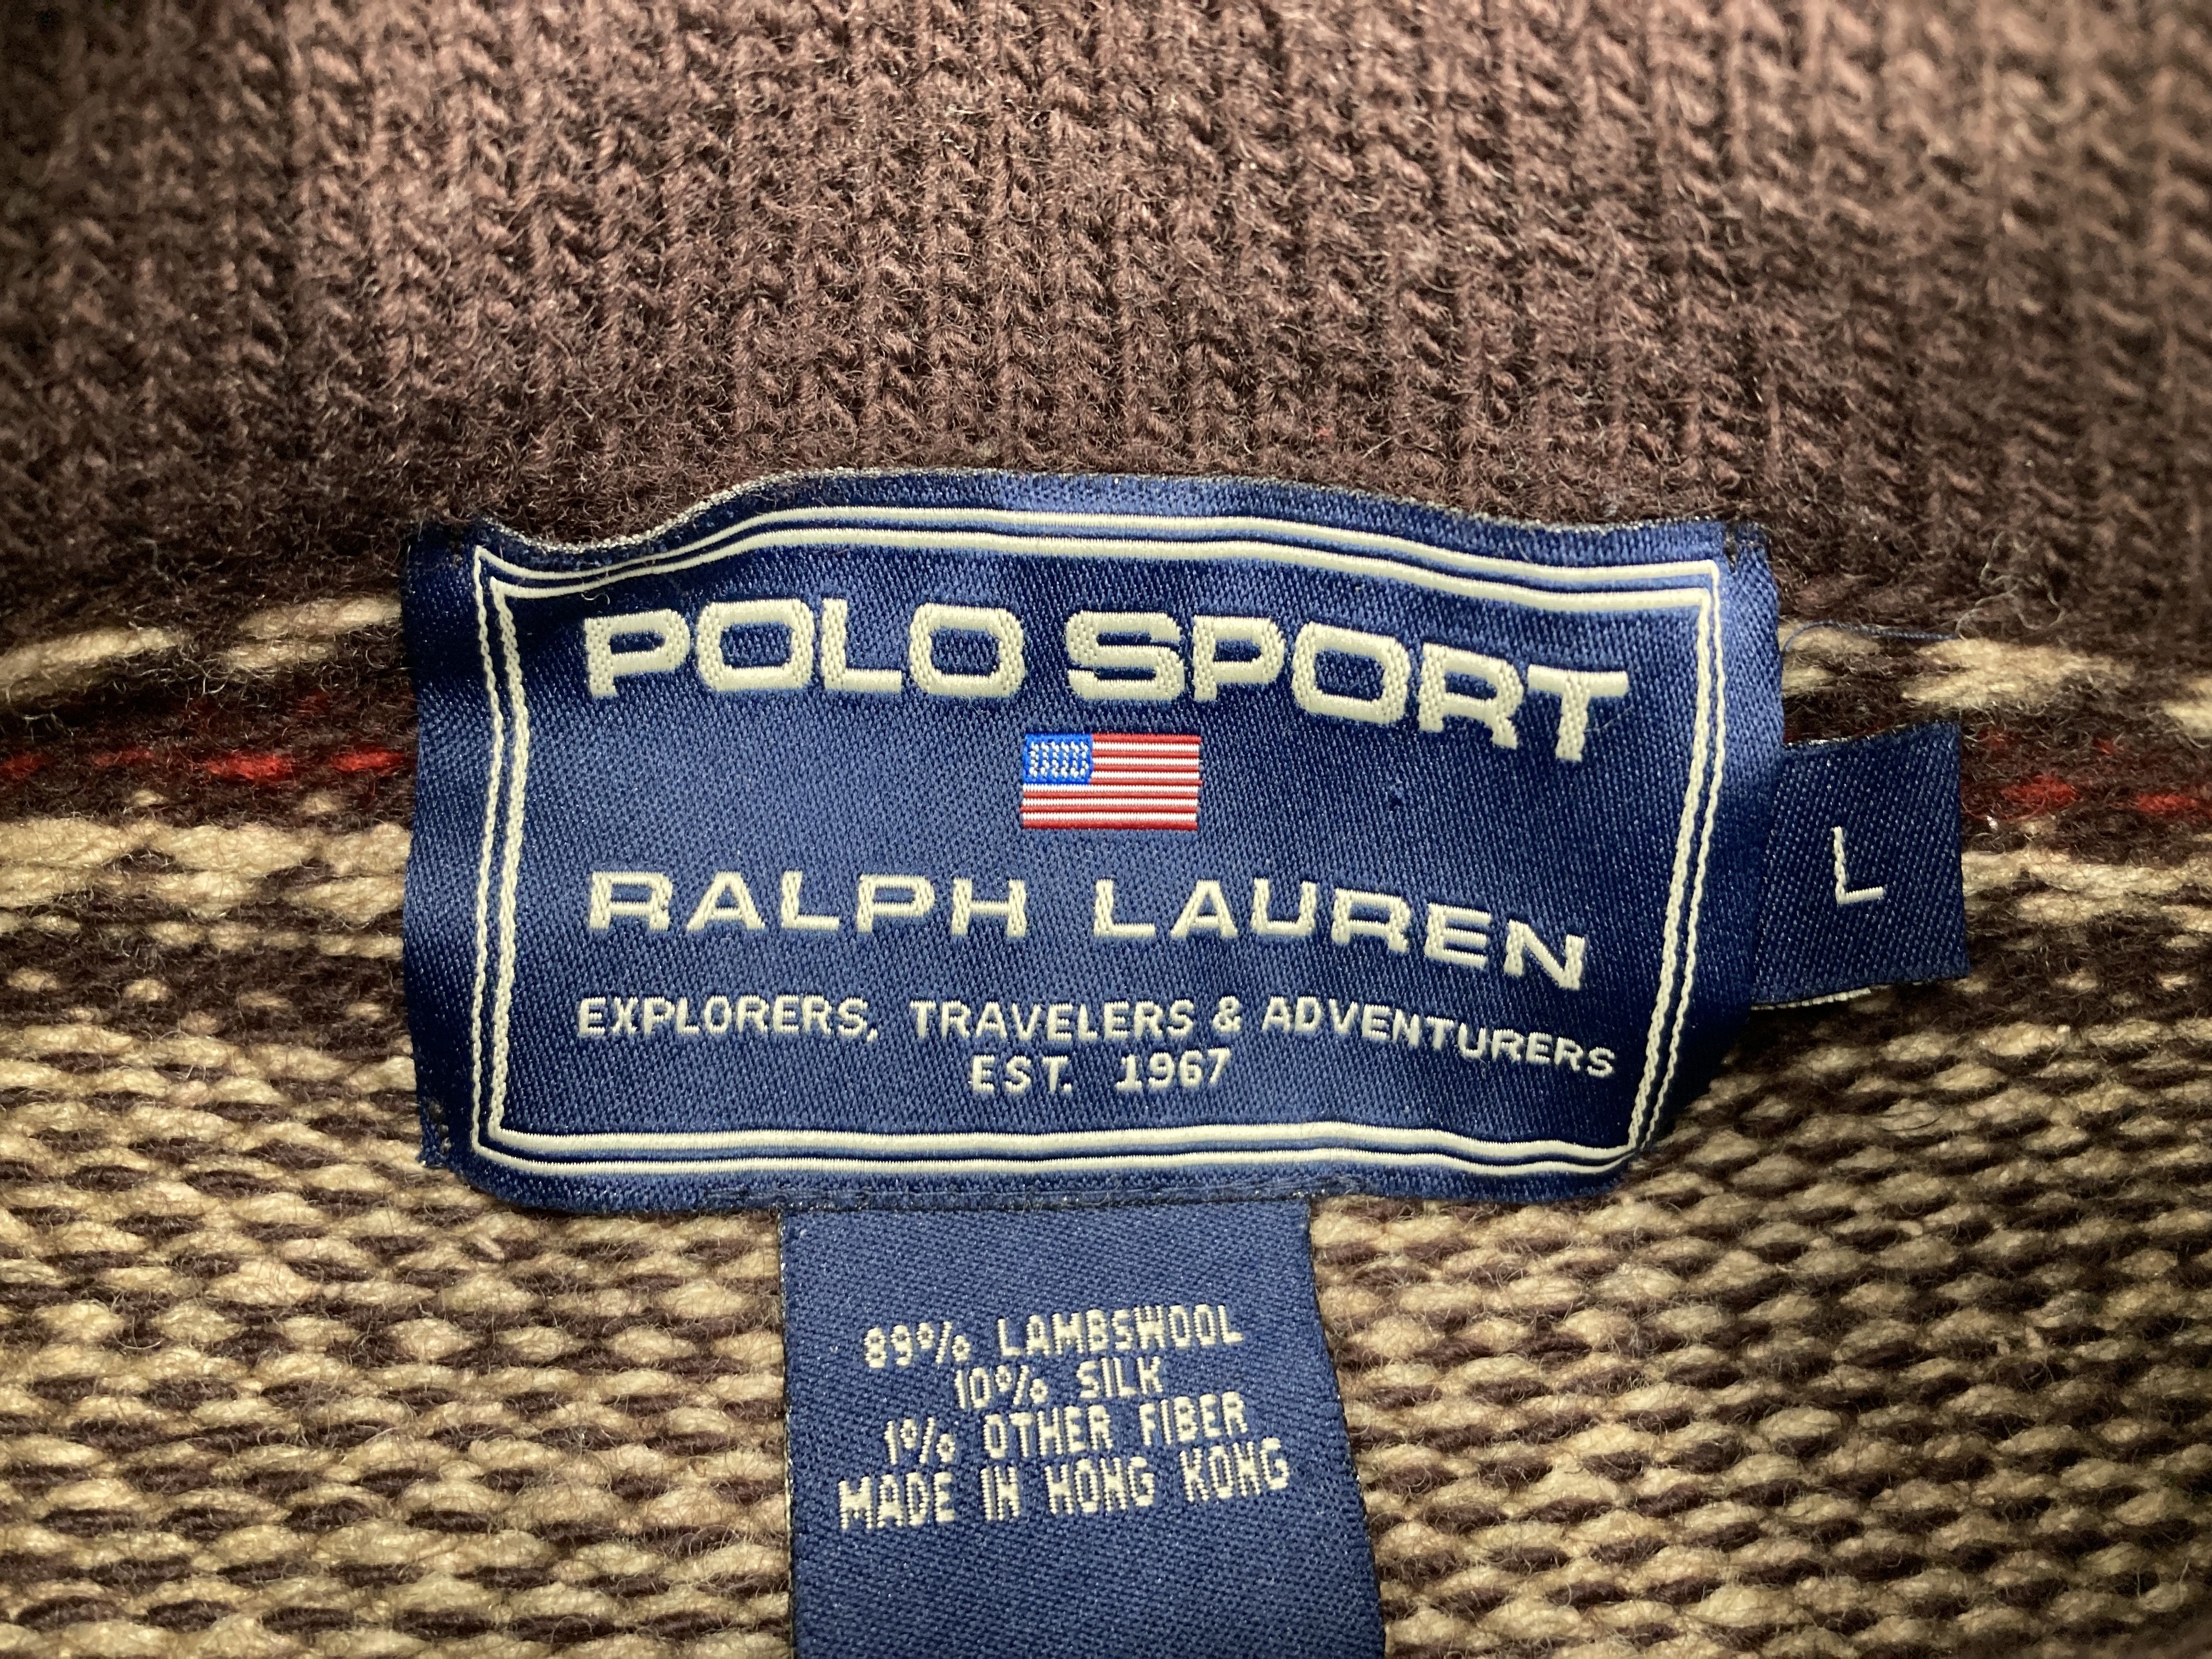 POLO SPORT
RALPH LAUREN
EXPLORERS, TRAVELERS & ADVENTURERS
EST. 1967
L
89% LAMBSWOOL
10% SILK
1% OTHER FIBER
MADE IN HONG KONG